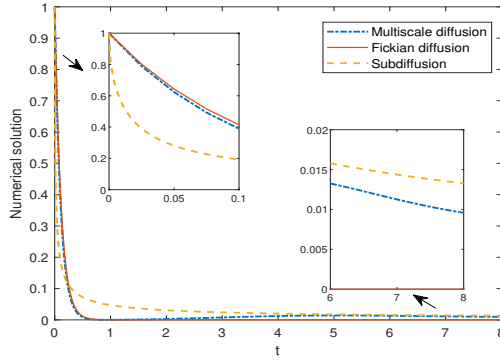 Multiscale diffusion
Fickian diffusion
Subdiffusion
Numerical solution
1
0.9
0.8
0.7
0.6
0.5
0.4
0.3
0.2
0.1
0
0 1 2 3 4 5 6 7 8
t
1
0.8
0.6
0.4
0.2
0
0 0.05 0.1
0.02
0.015
0.01
0.005
0
6 7 8